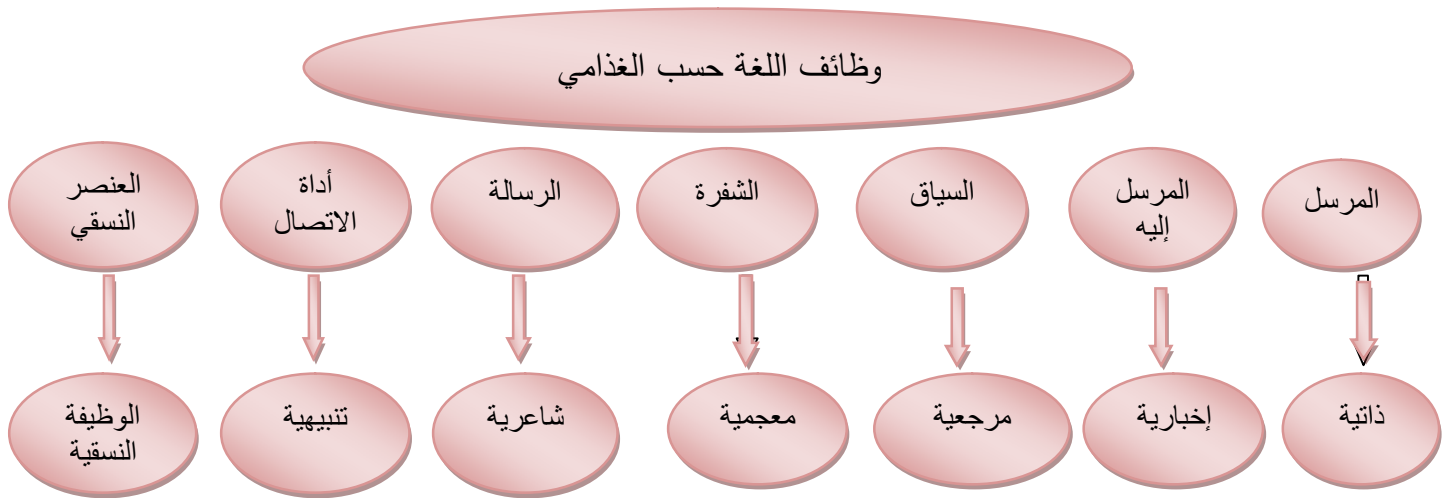 وظائف اللغة حسب الغذامي
المرسل
المرسل
إليه
السياق
الشفرة
الرسالة
أداة
الاتصال
العنصر
النسقي
ذاتية
إخبارية
مرجعية
معجمية
شاعرية
تنبيهية
الوظيفة
النسقية